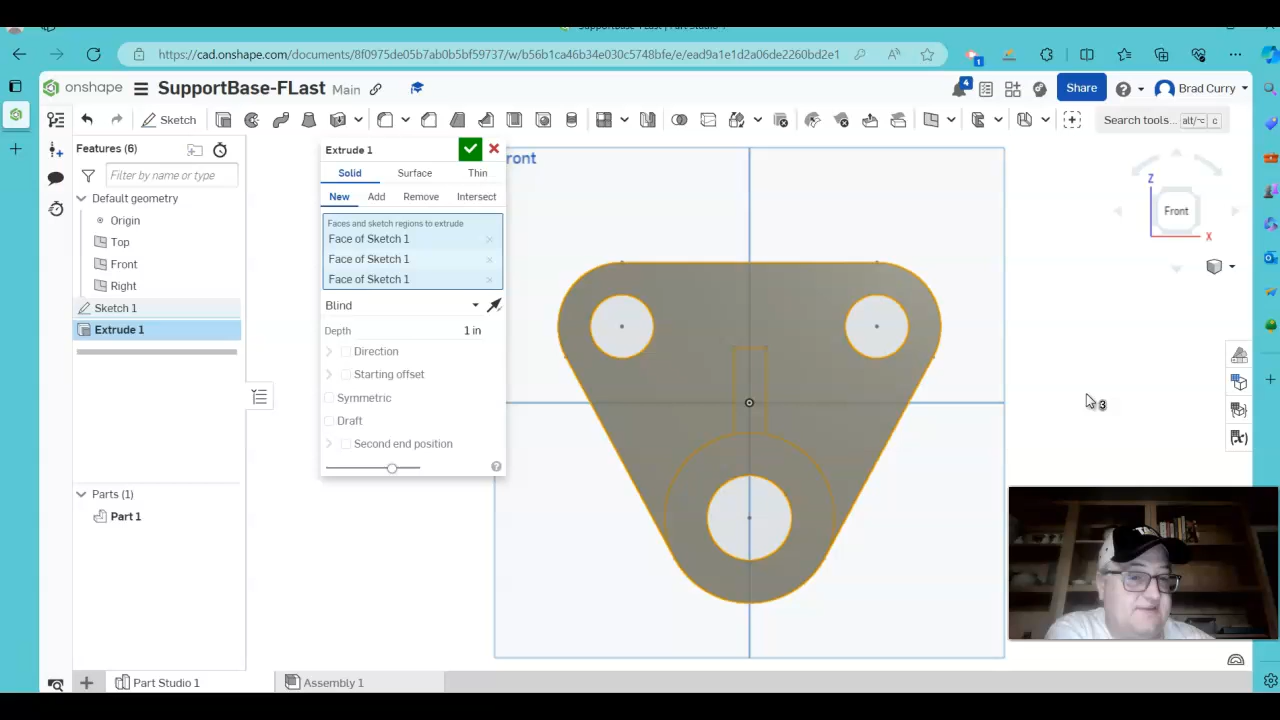 https://cad.onshape.com/documents/8f0975de05b7ab0b5bf59737/w/b56b1ca46b34e030c5748bfe/e/ead9a1e1d2a06de2260bd2e1
1
onshape
SupportBase-FLast
Main
4
Share
Brad Curry
Sketch
Search tools...
alt/⌥
c
Features (6)
Filter by name or type
Default geometry
Origin
Top
Front
Right
Sketch 1
Extrude 1
Parts (1)
Part 1
Extrude 1
Solid
Surface
Thin
New
Add
Remove
Intersect
Faces and sketch regions to extrude
Face of Sketch 1
Face of Sketch 1
Face of Sketch 1
Blind
Depth
1 in
Direction
Starting offset
Symmetric
Draft
Second end position
ront
Z
Front
X
3
Part Studio 1
Assembly 1